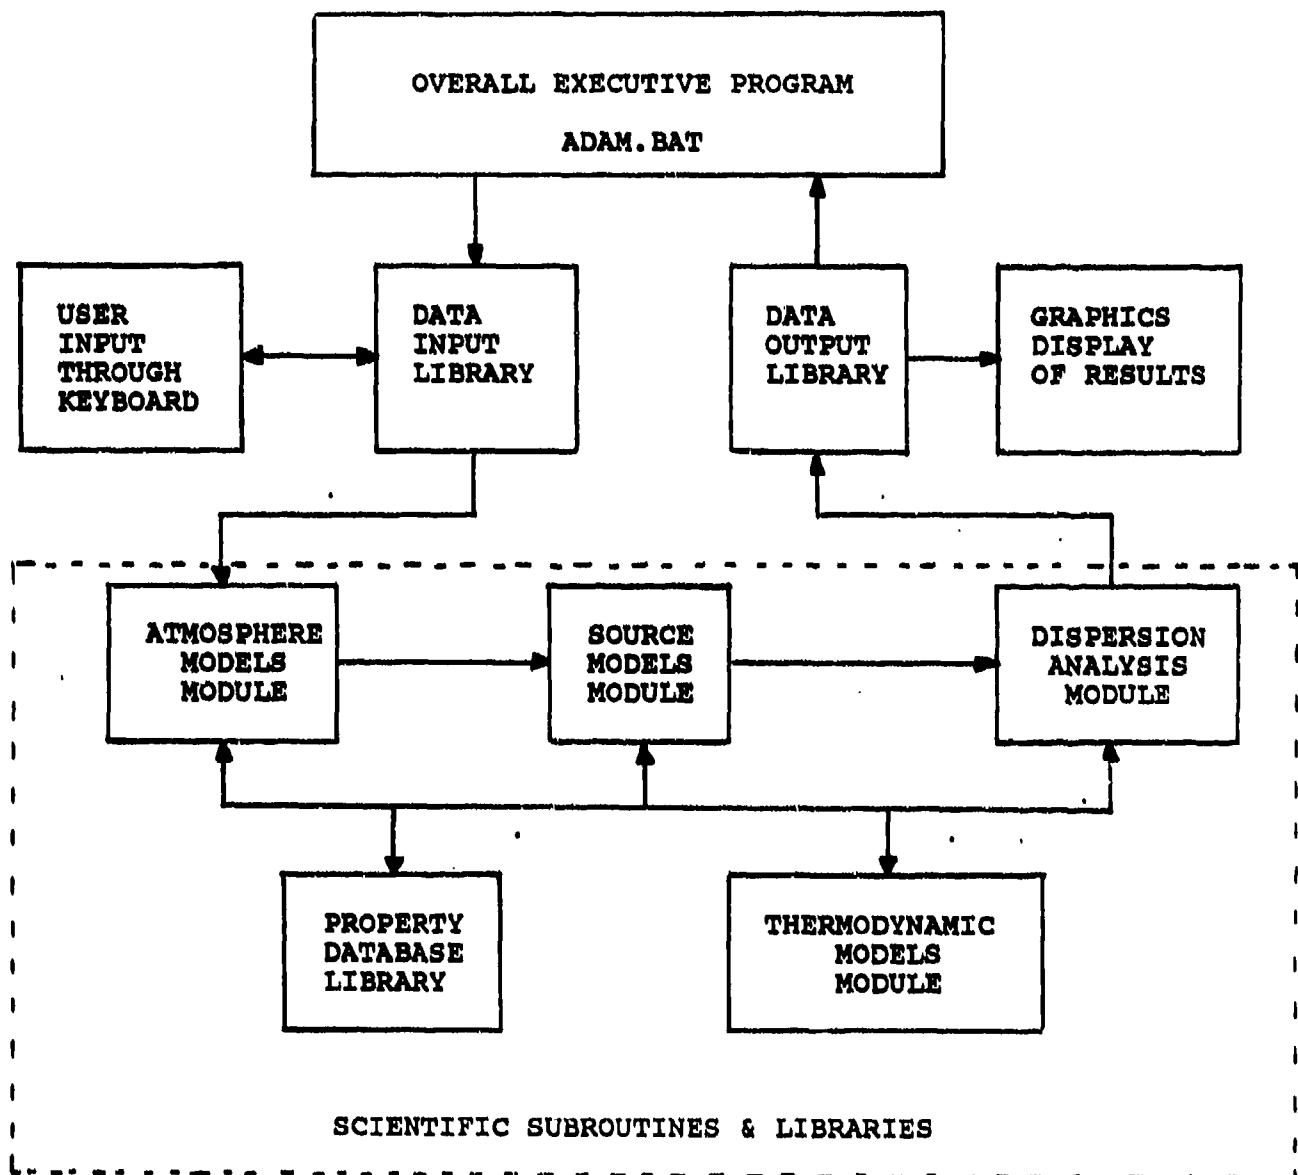 OVERALL EXECUTIVE PROGRAM
ADAM.BAT
USER
INPUT
THROUGH
KEYBOARD
DATA
INPUT
LIBRARY
DATA
OUTPUT
LIBRARY
GRAPHICS
DISPLAY
OF RESULTS
ATMOSPHERE
MODELS
MODULE
SOURCE
MODELS
MODULE
DISPERSION
ANALYSIS
MODULE
PROPERTY
DATABASE
LIBRARY
THERMODYNAMIC
MODELS
MODULE
SCIENTIFIC SUBROUTINES & LIBRARIES